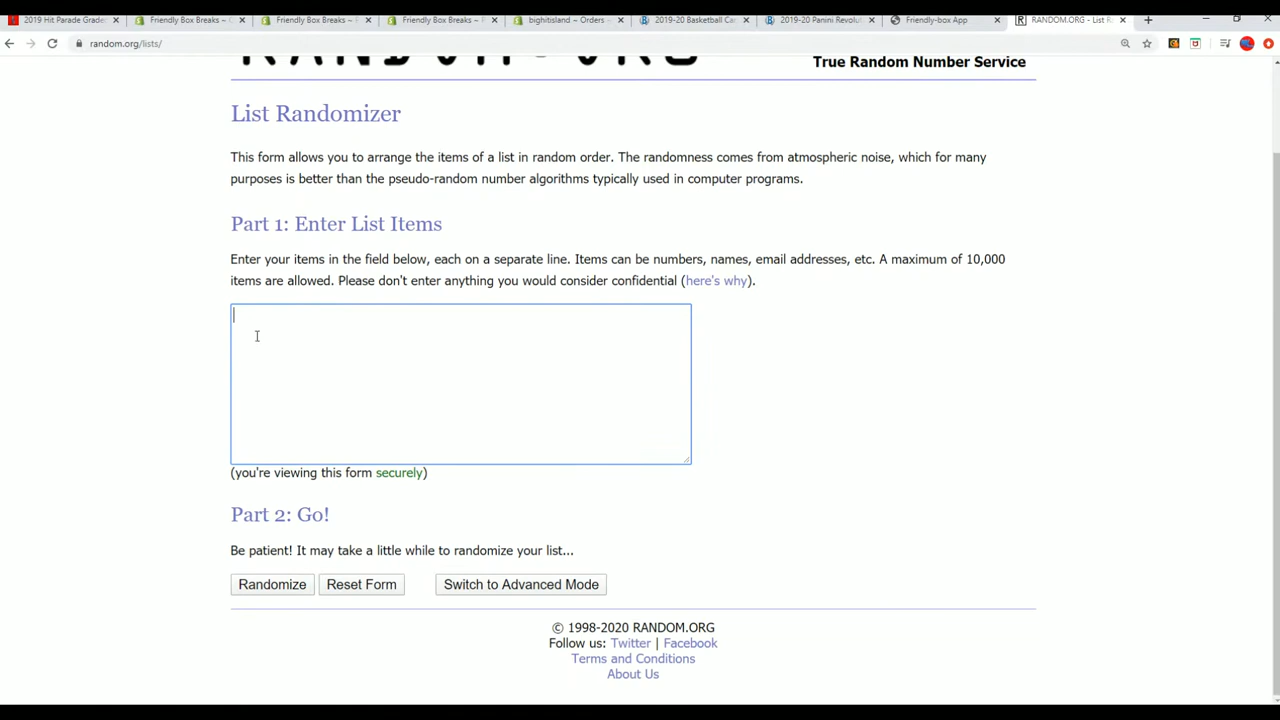 2019 Hit Parade Grade
Friendly Box Breaks ~
Friendly Box Breaks ~ F
Friendly Box Breaks ~ F
bighitisland ~ Orders ~
2019-20 Basketball Car
2019-20 Panini Revolu
Friendly-box App
RANDOM.ORG - List R
random.org/lists/
RANDOM.ORG
True Random Number Service
List Randomizer
This form allows you to arrange the items of a list in random order. The randomness comes from atmospheric noise, which for many
purposes is better than the pseudo-random number algorithms typically used in computer programs.
Part 1: Enter List Items
Enter your items in the field below, each on a separate line. Items can be numbers, names, email addresses, etc. A maximum of 10,000
items are allowed. Please don't enter anything you would consider confidential (here's why).
(you're viewing this form securely)
Part 2: Go!
Be patient! It may take a little while to randomize your list...
Randomize Reset Form Switch to Advanced Mode
© 1998-2020 RANDOM.ORG
Follow us: Twitter | Facebook
Terms and Conditions
About Us